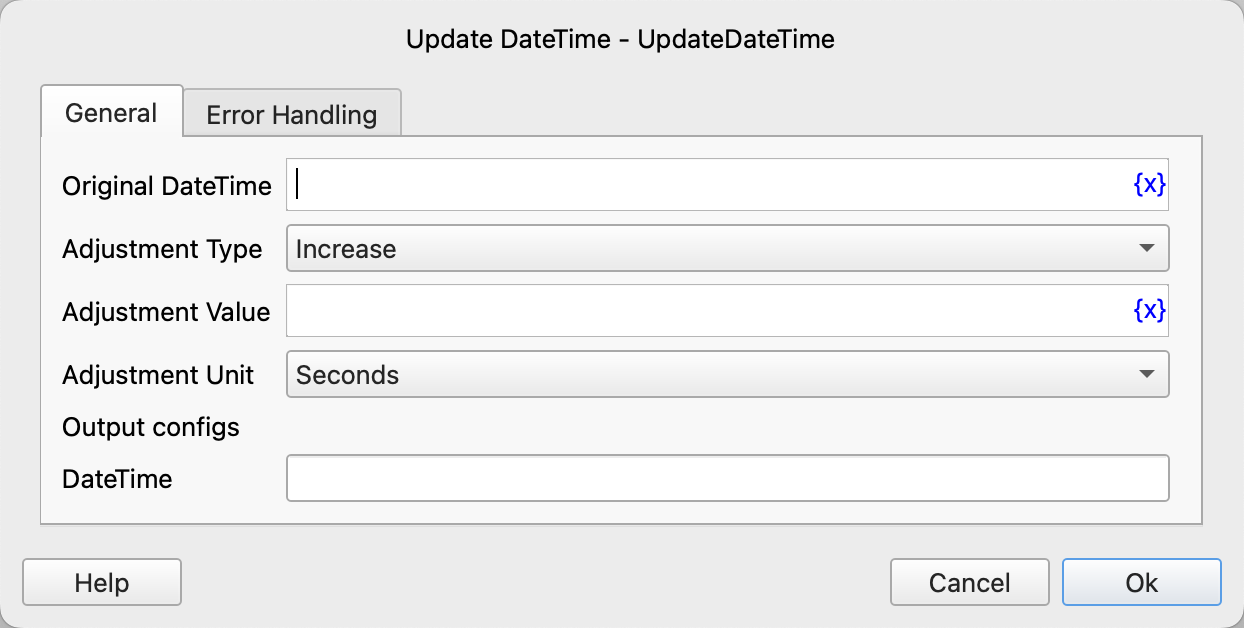 Update DateTime - UpdateDateTime
General
Error Handling
Original DateTime
{x}
Adjustment Type
Increase
Adjustment Value
{x}
Adjustment Unit
Seconds
Output configs
DateTime
Help
Cancel
Ok